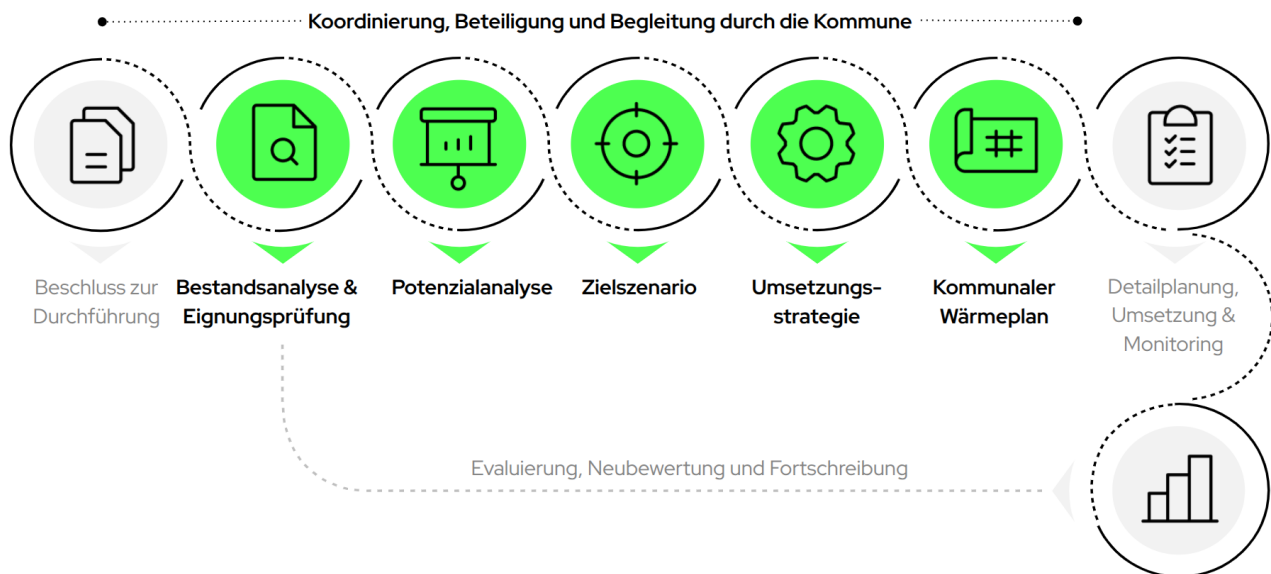 Koordinierung, Beteiligung und Begleitung durch die Kommune
Beschluss zur
Durchführung
Bestandsanalyse &
Eignungsprüfung
Potenzialanalyse
Zielszenario
Umsetzungs-
strategie
Kommunaler
Wärmeplan
Detailplanung,
Umsetzung &
Monitoring
Evaluierung, Neubewertung und Fortschreibung